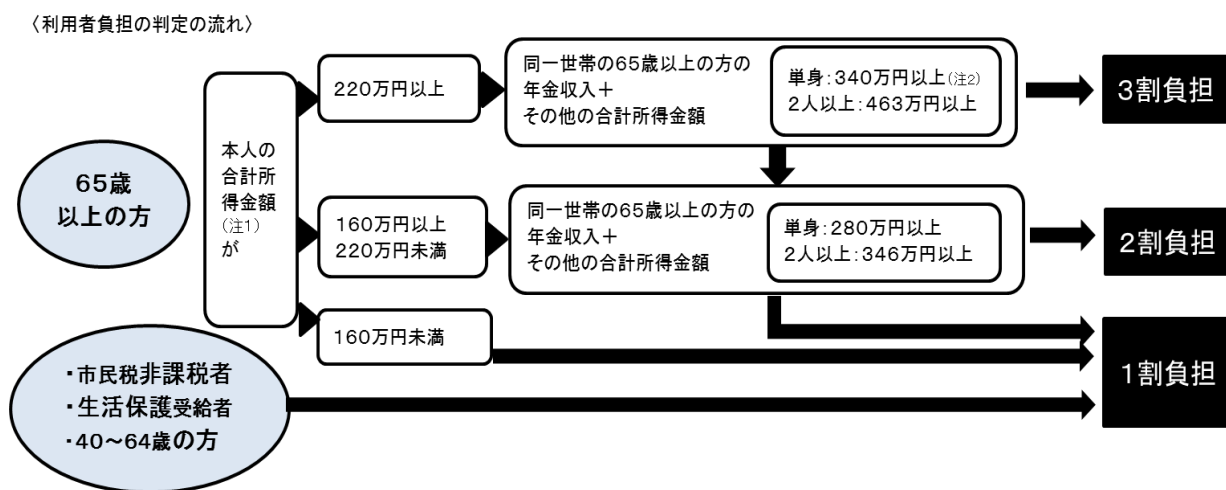 〈利用者負担の判定の流れ〉
65歳
以上の方
本人の
合計所
得金額
(注1)
が
220万円以上
同一世帯の65歳以上の方の
年金収入＋
その他の合計所得金額
単身：340万円以上(注2)
2人以上：463万円以上
3割負担
160万円以上
220万円未満
同一世帯の65歳以上の方の
年金収入＋
その他の合計所得金額
単身：280万円以上
2人以上：346万円以上
2割負担
160万円未満
・市民税非課税者
・生活保護受給者
・40～64歳の方
1割負担